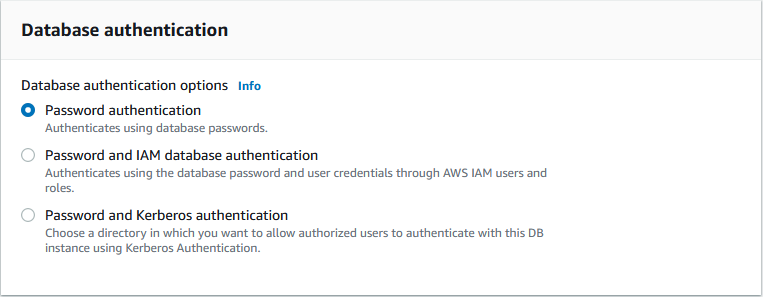 Database authentication
Database authentication options Info
Password authentication
Authenticates using database passwords.
Password and IAM database authentication
Authenticates using the database password and user credentials through AWS IAM users and
roles.
Password and Kerberos authentication
Choose a directory in which you want to allow authorized users to authenticate with this DB
instance using Kerberos Authentication.